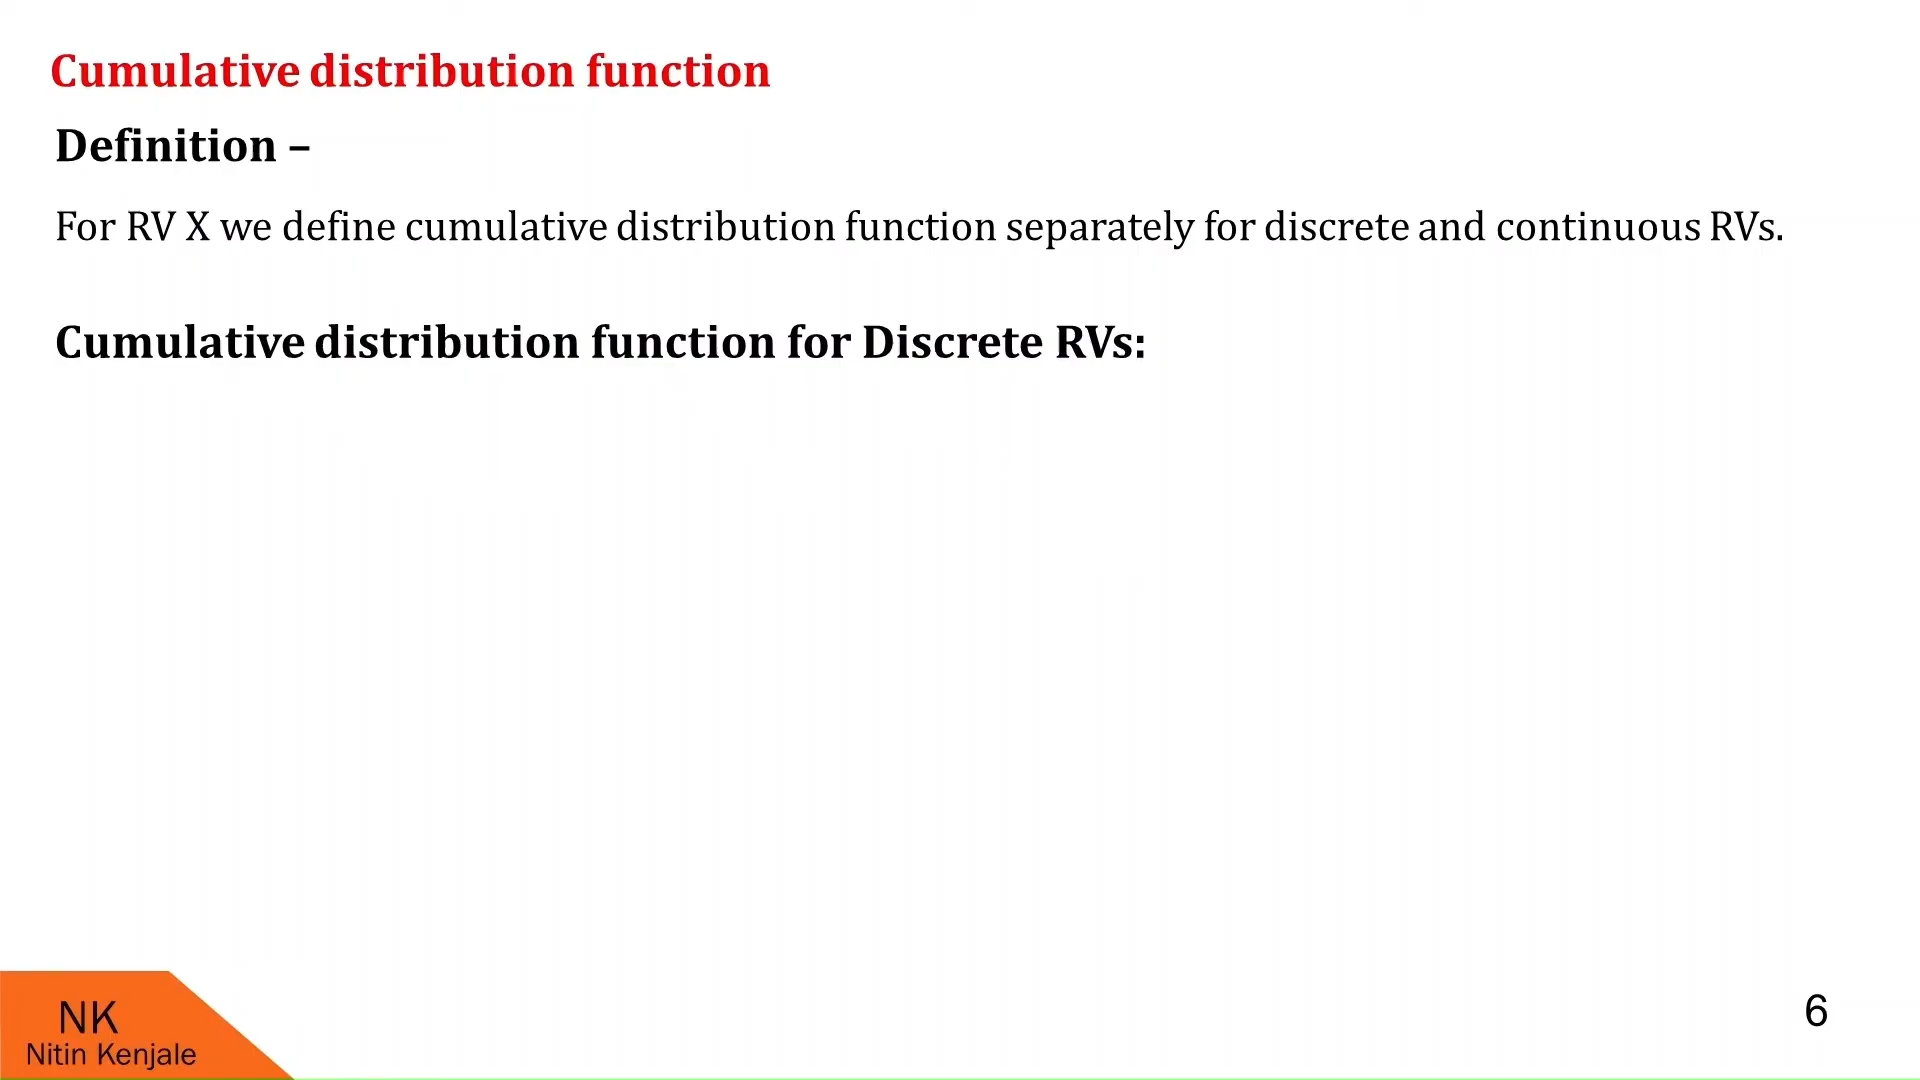 Cumulative distribution function
Definition –
For RV X we define cumulative distribution function separately for discrete and continuous RVs.
Cumulative distribution function for Discrete RVs:
NK
Nitin Kenjale
6